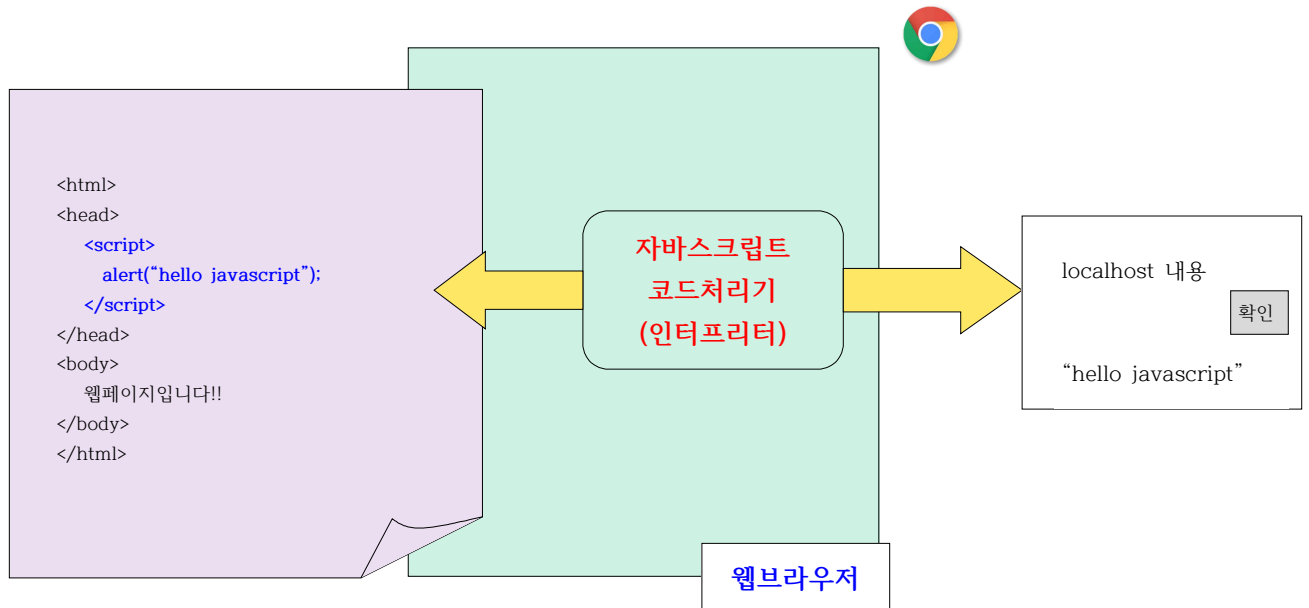 <html>
<head>
<script>
alert(“hello javascript”);
</script>
</head>
<body>
웹페이지입니다!!
</body>
</html>
자바스크립트
코드처리기
(인터프리터)
웹브라우저
localhost 내용
확인
“hello javascript”